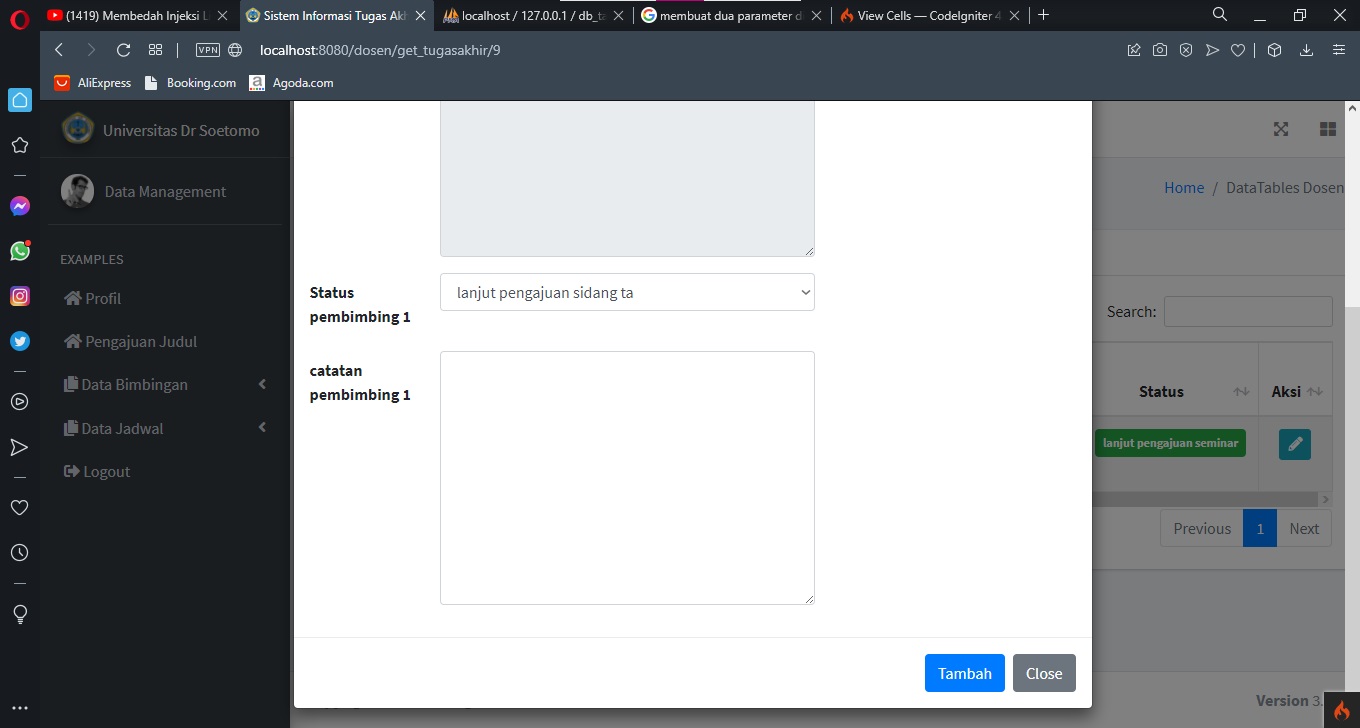 (1419) Membedah Injeksi L
Sistem Informasi Tugas Akh
localhost / 127.0.0.1 / db_ta
membuat dua parameter d
View Cells — CodeIgniter 4
VPN
localhost:8080/dosen/get_tugasakhir/9
AliExpress
Booking.com
a
Agoda.com
Universitas Dr Soetomo
Data Management
EXAMPLES
Profil
Pengajuan Judul
Data Bimbingan
Data Jadwal
Logout
Status
pembimbing 1
lanjut pengajuan sidang ta
catatan
pembimbing 1
Tambah
Close
Home / DataTables Dosen
Search:
Status
Aksi
lanjut pengajuan seminar
Previous
1
Next
Version 3.